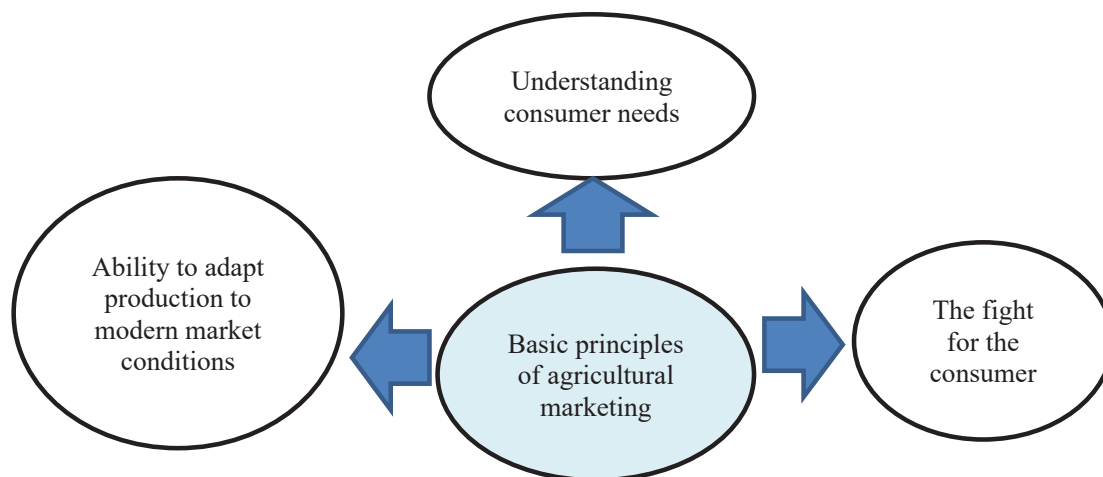 Understanding
consumer needs
Ability to adapt
production to
modern market
conditions
Basic principles
of agricultural
marketing
The fight
for the
consumer